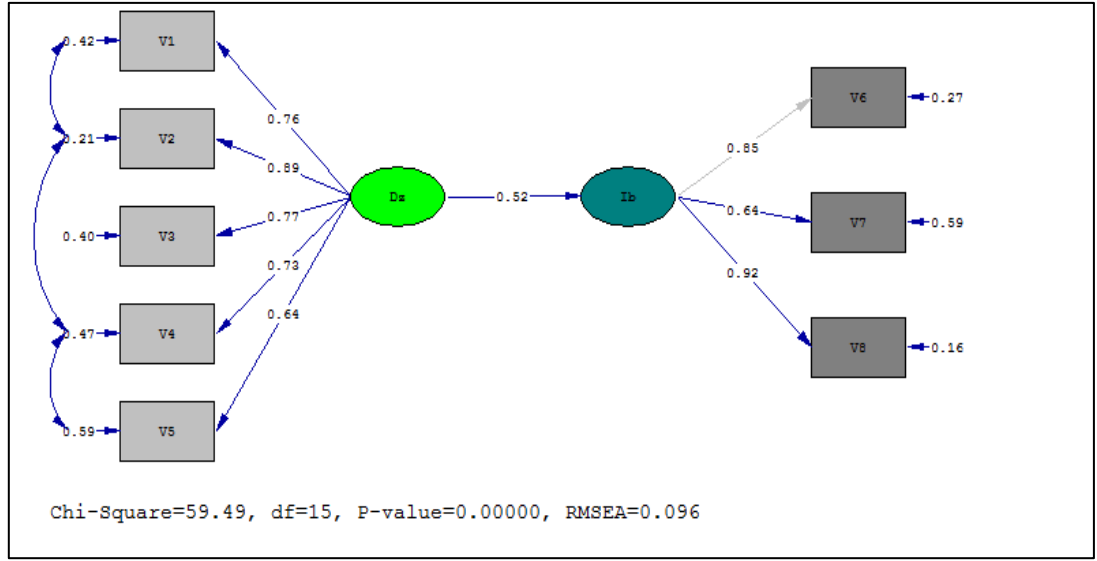 0.42
V1
0.76
0.21
V2
0.89
0.40
V3
0.77
0.47
V4
0.73
0.59
V5
0.64
Ds
0.52
Ib
0.85
V6
0.27
0.64
V7
0.59
0.92
V8
0.16
Chi-Square=59.49, df=15, P-value=0.00000, RMSEA=0.096